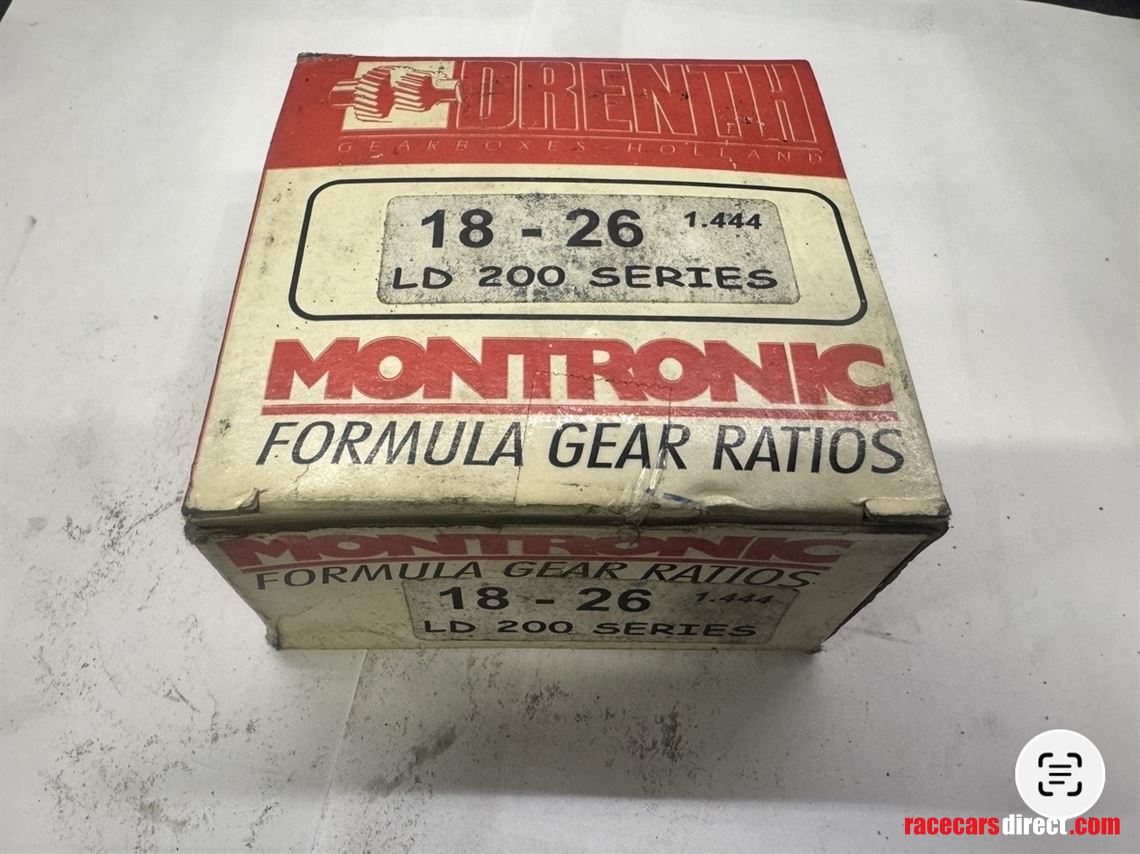 DRENTH
GEARBOXES - HOLLAND
18 - 26 1.444
LD 200 SERIES
MONTRONIC
FORMULA GEAR RATIOS
MONTRONIC
FORMULA GEAR RATIOS
18 - 26 1.444
LD 200 SERIES
racecarsdirect.com